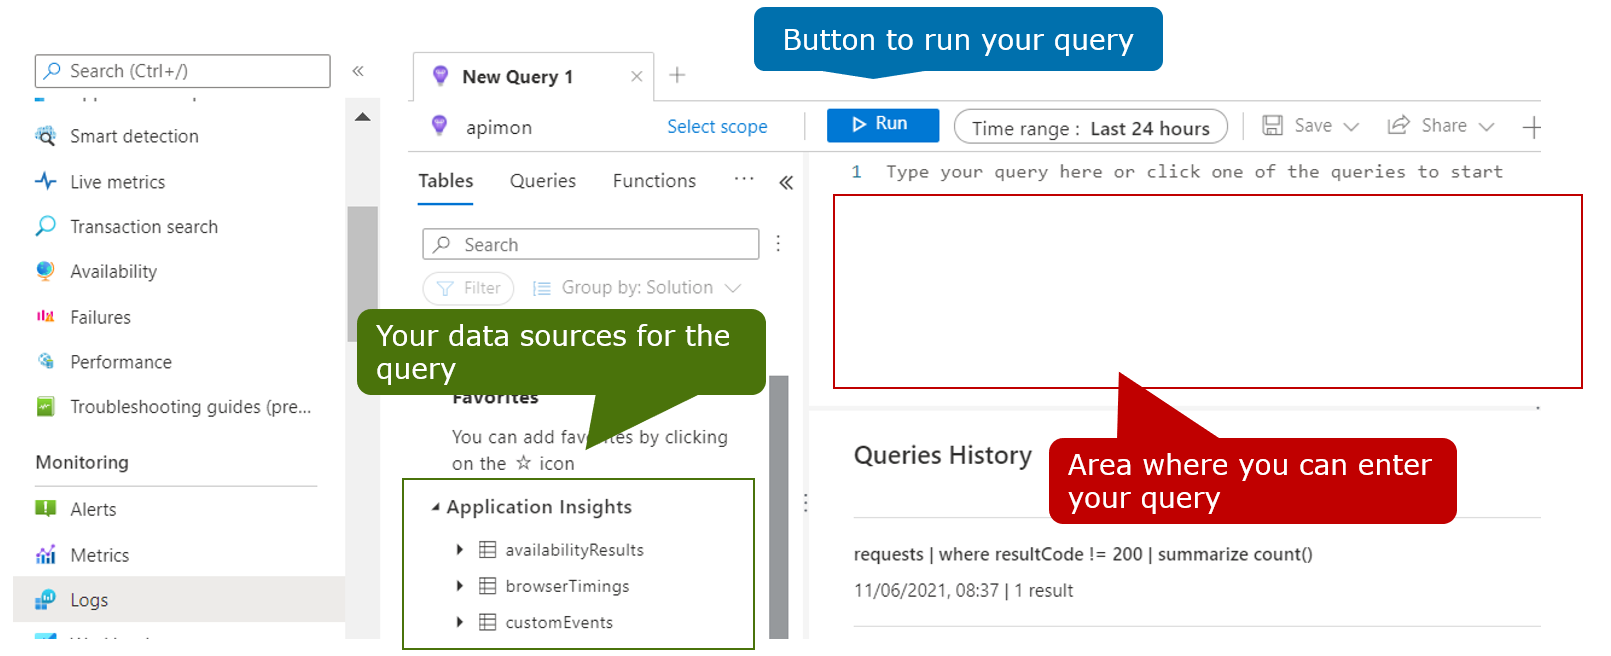 Button to run your query
Search (Ctrl+/)
«
New Query 1
apimon
Select scope
Run
Time range : Last 24 hours
Save
Share
Smart detection
Live metrics
Transaction search
Availability
Failures
Performance
Troubleshooting guides (pre...
Monitoring
Alerts
Metrics
Logs
Tables
Queries
Functions
...
«
Search
Filter
Group by: Solution
Your data sources for the
query
Favorites
You can add favorites by clicking
on the ☆ icon
Application Insights
availabilityResults
browserTimings
customEvents
1 Type your query here or click one of the queries to start
Area where you can enter
your query
Queries History
requests | where resultCode != 200 | summarize count()
11/06/2021, 08:37 | 1 result